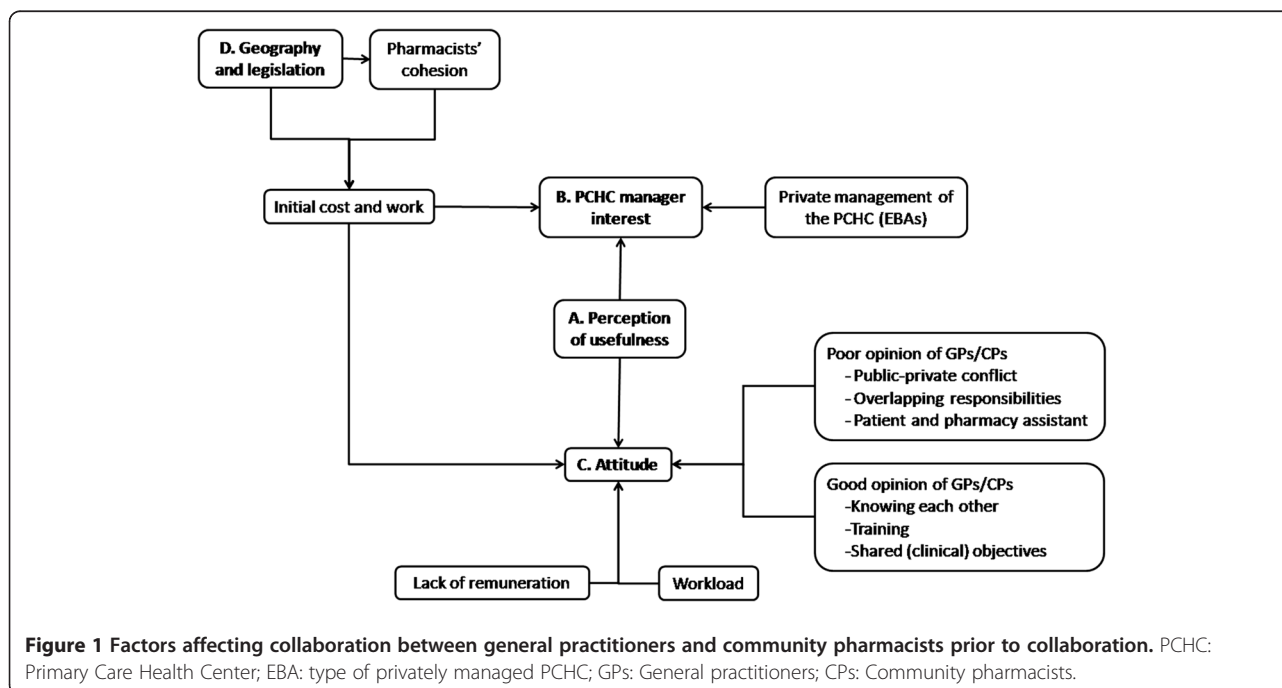 D. Geography
and legislation
Pharmacists'
cohesion
Initial cost and work
B. PCHC manager
interest
Private management of
the PCHC (EBAs)
A. Perception
of usefulness
Poor opinion of GPs/CPs
-Public-private conflict
-Overlapping responsibilities
-Patient and pharmacy assistant
C. Attitude
Good opinion of GPs/CPs
-Knowing each other
-Training
-Shared (clinical) objectives
Lack of remuneration
Workload
Figure 1 Factors affecting collaboration between general practitioners and community pharmacists prior to collaboration. PCHC:
Primary Care Health Center; EBA: type of privately managed PCHC; GPs: General practitioners; CPs: Community pharmacists.